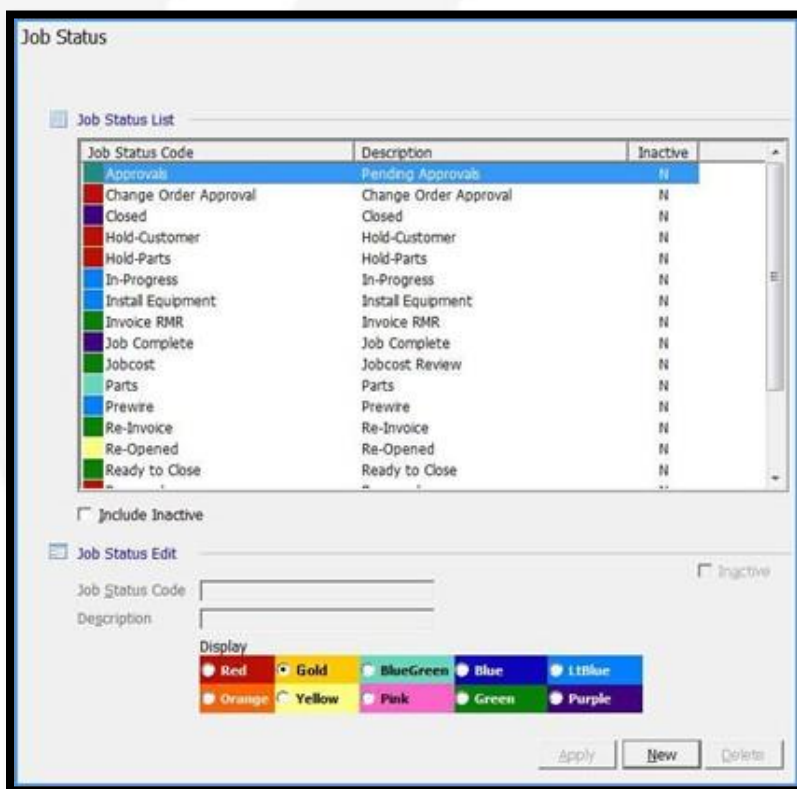 Job Status
Job Status List
Job Status Code Description Inactive
Approvals Pending Approvals N
Change Order Approval Change Order Approval N
Closed Closed N
Hold-Customer Hold-Customer N
Hold-Parts Hold-Parts N
In-Progress In-Progress N
Install Equipment Install Equipment N
Invoice RMR Invoice RMR N
Job Complete Job Complete N
Jobcost Jobcost Review N
Parts Parts N
Prewire Prewire N
Re-Invoice Re-Invoice N
Re-Opened Re-Opened N
Ready to Close Ready to Close N
Include Inactive
Job Status Edit
Inactive
Job Status Code
Description
Display
Red Gold BlueGreen Blue LtBlue
Orange Yellow Pink Green Purple
Apply New Delete